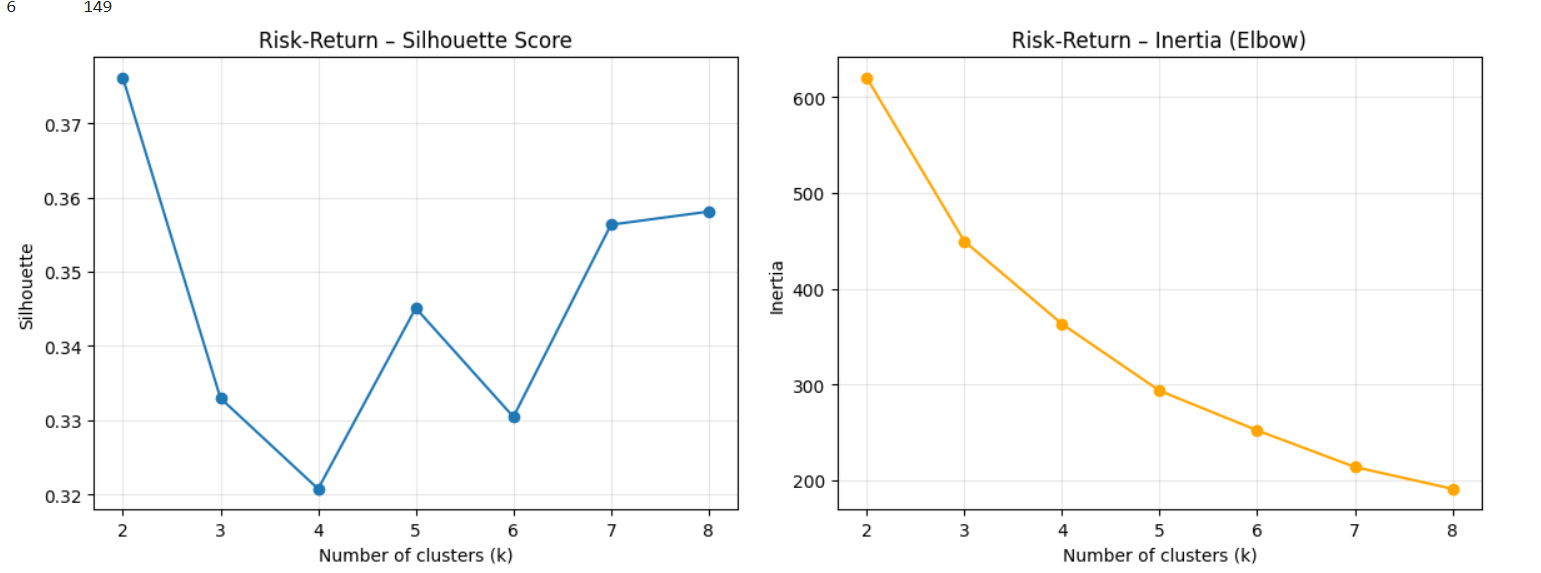 6 149
Risk-Return – Silhouette Score
Silhouette
0.37
0.36
0.35
0.34
0.33
0.32
2 3 4 5 6 7 8
Number of clusters (k)
Risk-Return – Inertia (Elbow)
Inertia
600
500
400
300
200
2 3 4 5 6 7 8
Number of clusters (k)